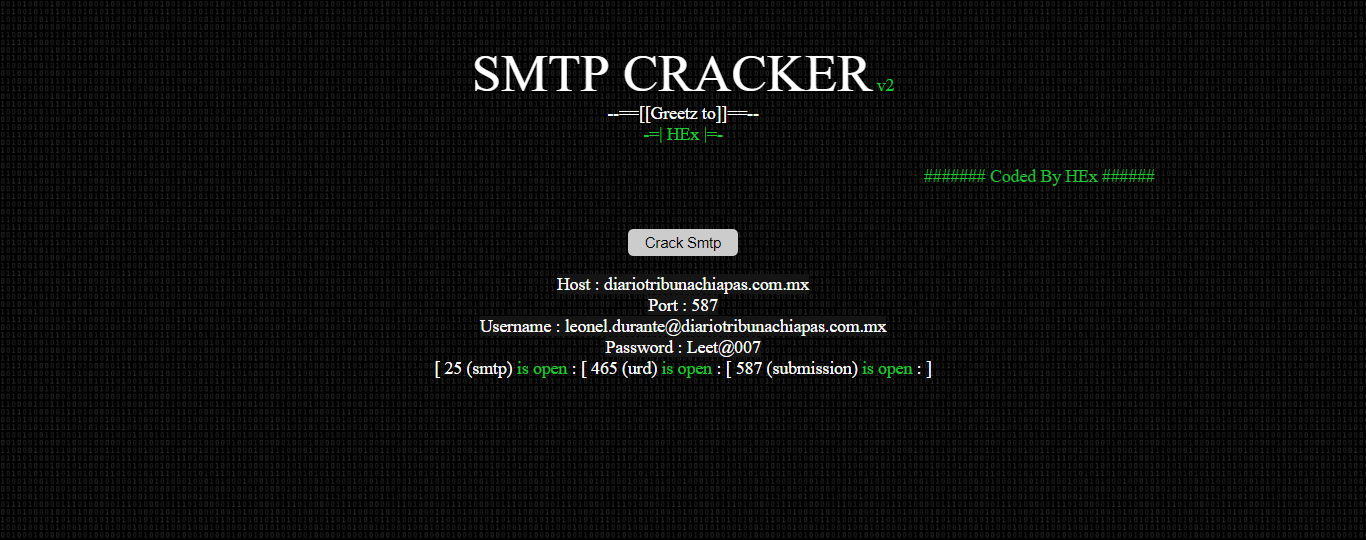 SMTP CRACKER v2
--==[[Greetz to]]==--
-=| HEx |=-
####### Coded By HEx ######
Crack Smtp
Host : diariotribunachiapas.com.mx
Port : 587
Username : leonel.durante@diariotribunachiapas.com.mx
Password : Leet@007
[ 25 (smtp) is open : [ 465 (urd) is open : [ 587 (submission) is open : ]